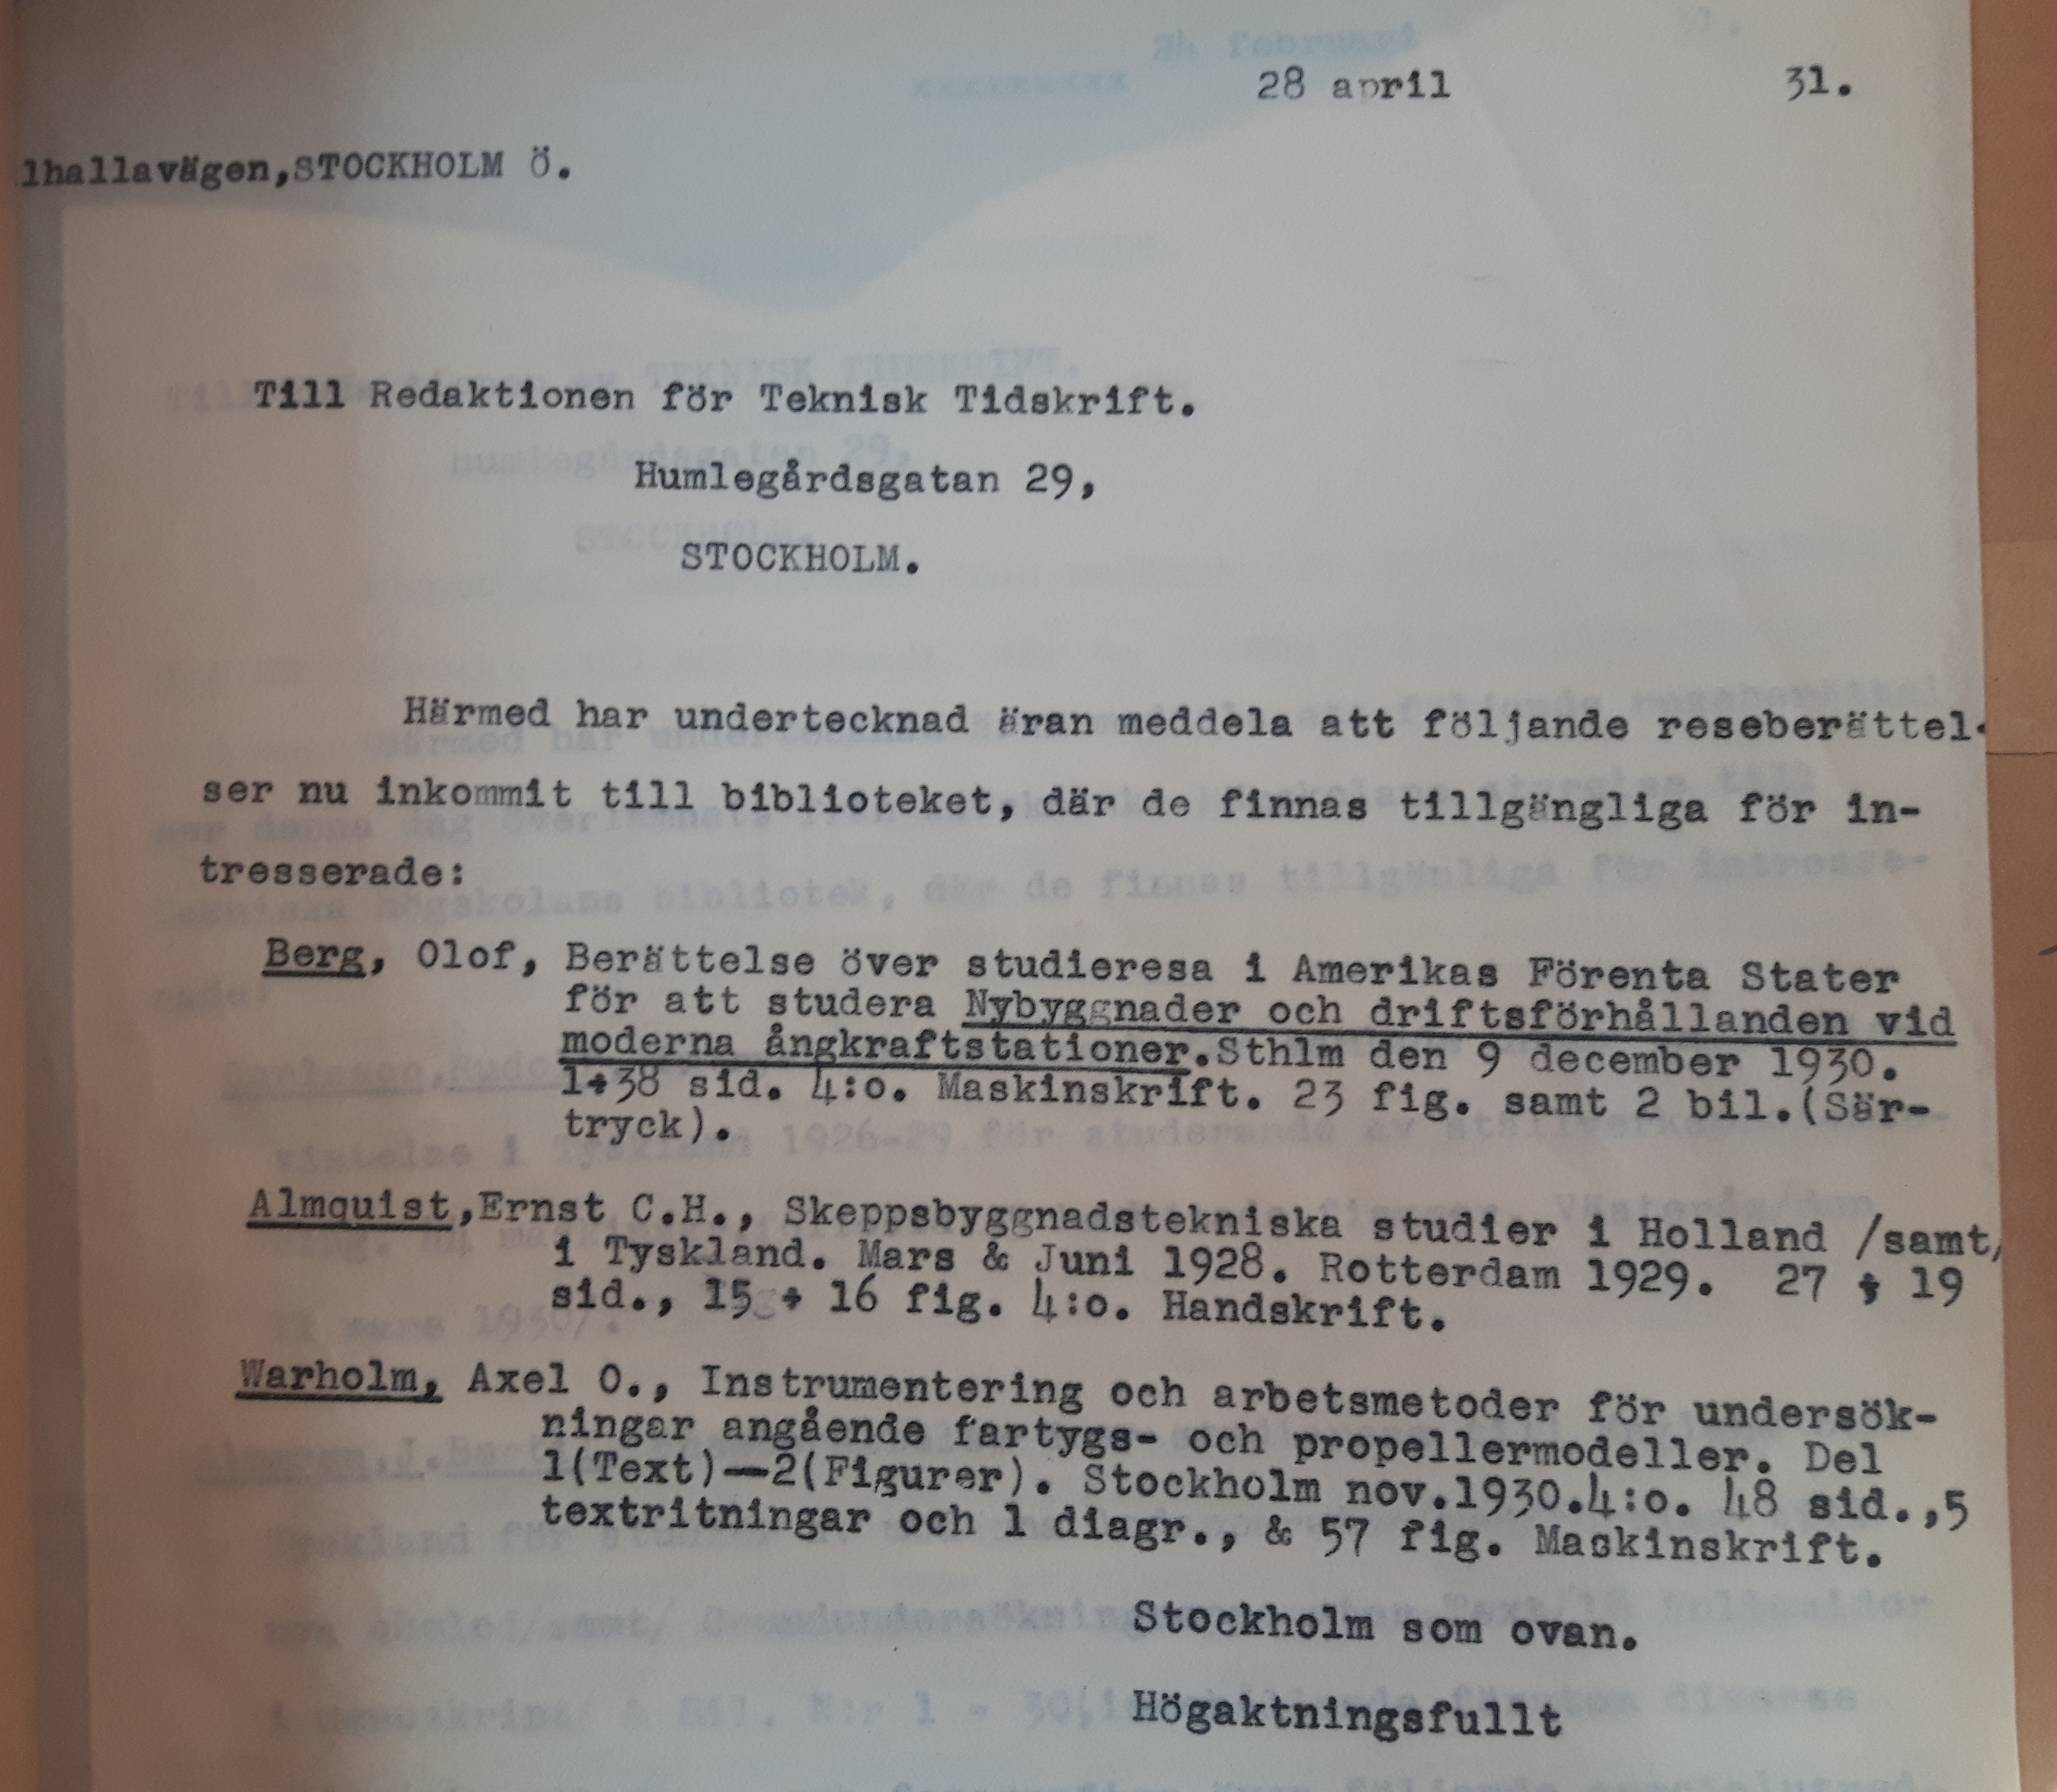 28 april 31.
lhallavägen,STOCKHOLM Ö.
Till Redaktionen för Teknisk Tidskrift.
Humlegårdsgatan 29,
STOCKHOLM.
Härmed har undertecknad äran meddela att följande reseberättel-
ser nu inkommit till biblioteket, där de finnas tillgängliga för in-
tresserade:
Berg, Olof, Berättelse över studieresa i Amerikas Förenta Stater
för att studera Nybyggnader och driftsförhållanden vid
moderna ångkraftstationer.Sthlm den 9 december 1930.
1+38 sid. 4:o. Maskinskrift. 23 fig. samt 2 bil.(Sär-
tryck).
Almquist,Ernst C.H., Skeppsbyggnadstekniska studier i Holland /samt/
i Tyskland. Mars & Juni 1928. Rotterdam 1929. 27 + 19
sid., 15 + 16 fig. 4:o. Handskrift.
Warholm, Axel O., Instrumentering och arbetsmetoder för undersök-
ningar angående fartygs- och propellermodeller. Del
1(Text)—2(Figurer). Stockholm nov.1930.4:o. 48 sid.,5
textritningar och 1 diagr., & 57 fig. Maskinskrift.
Stockholm som ovan.
Högaktningsfullt